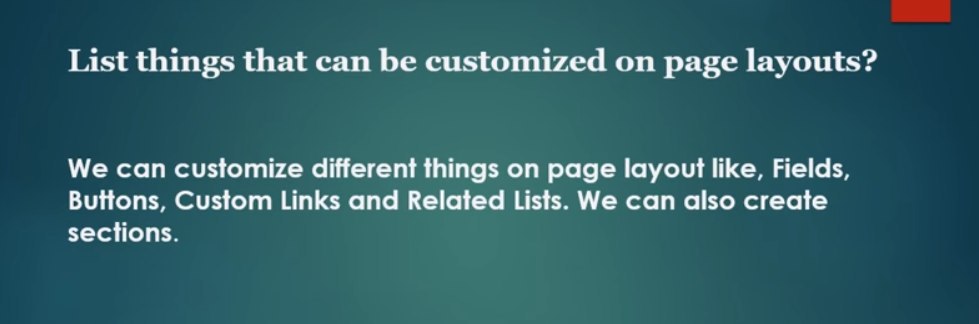 List things that can be customized on page layouts?
We can customize different things on page layout like, Fields,
Buttons, Custom Links and Related Lists. We can also create
sections.